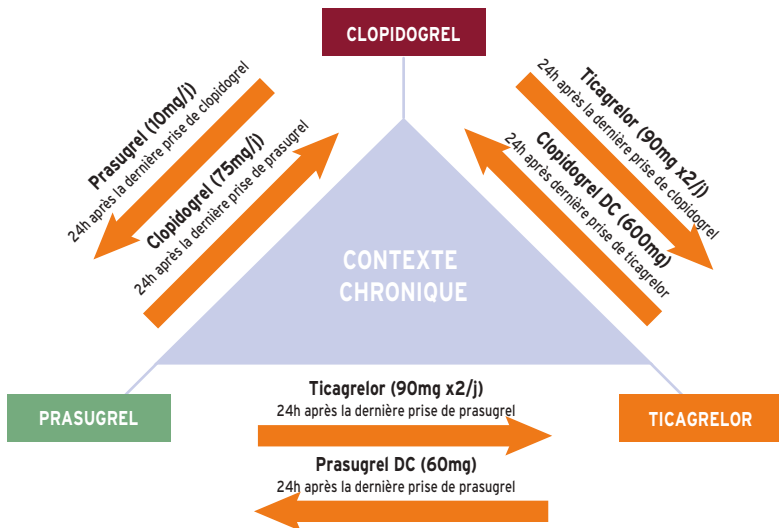 CLOPIDOGREL
Prasugrel (10mg/j)
24h après la dernière prise de clopidogrel
Clopidogrel (75mg/j)
24h après la dernière prise de prasugrel
Ticagrelor (90mg x2/j)
24h après la dernière prise de clopidogrel
Clopidogrel DC (600mg)
24h après dernière prise de ticagrelor
CONTEXTE
CHRONIQUE
PRASUGREL
Ticagrelor (90mg x2/j)
24h après la dernière prise de prasugrel
TICAGRELOR
Prasugrel DC (60mg)
24h après la dernière prise de prasugrel